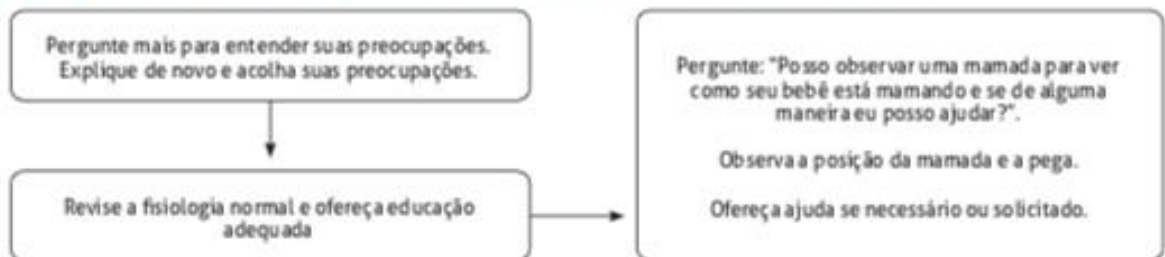 Pergunte mais para entender suas preocupações.
Explique de novo e acolha suas preocupações.
Revise a fisiologia normal e ofereça educação
adequada
Pergunte: "Posso observar uma mamada para ver
como seu bebê está mamando e se de alguma
maneira eu posso ajudar?".
Observa a posição da mamada e a pega.
Ofereça ajuda se necessário ou solicitado.